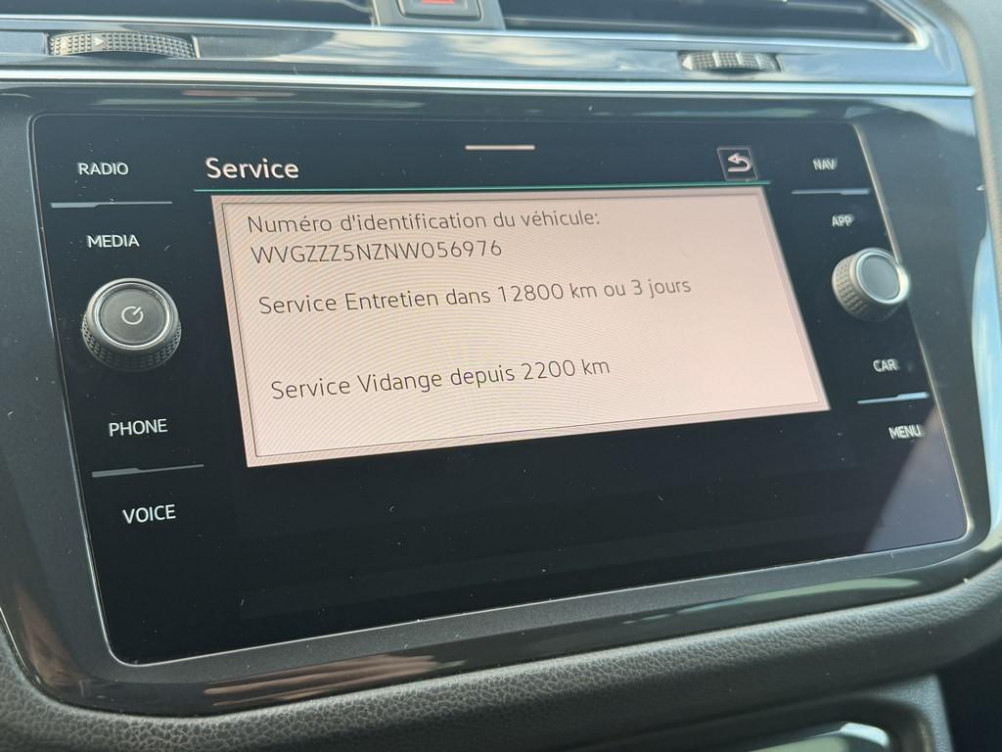 RADIO
MEDIA
PHONE
VOICE
Service
Numéro d'identification du véhicule:
WVGZZZ5NZNW056976
Service Entretien dans 12800 km ou 3 jours
Service Vidange depuis 2200 km
NAV
APP
CAR
MENU